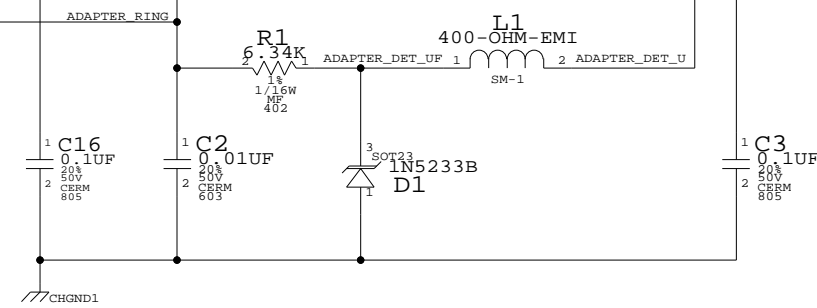 ADAPTER_RING
R1
6.34K
2
1
1%
1/16W
MF
402
ADAPTER_DET_UF
L1
400-OHM-EMI
1
2
SM-1
ADAPTER_DET_U
1
C16
0.1UF
20%
50V
2
CERM
805
1
C2
0.01UF
20%
50V
2
CERM
603
3
SOT23
1N5233B
D1
1
1
C3
0.1UF
20%
50V
2
CERM
805
CHGND1